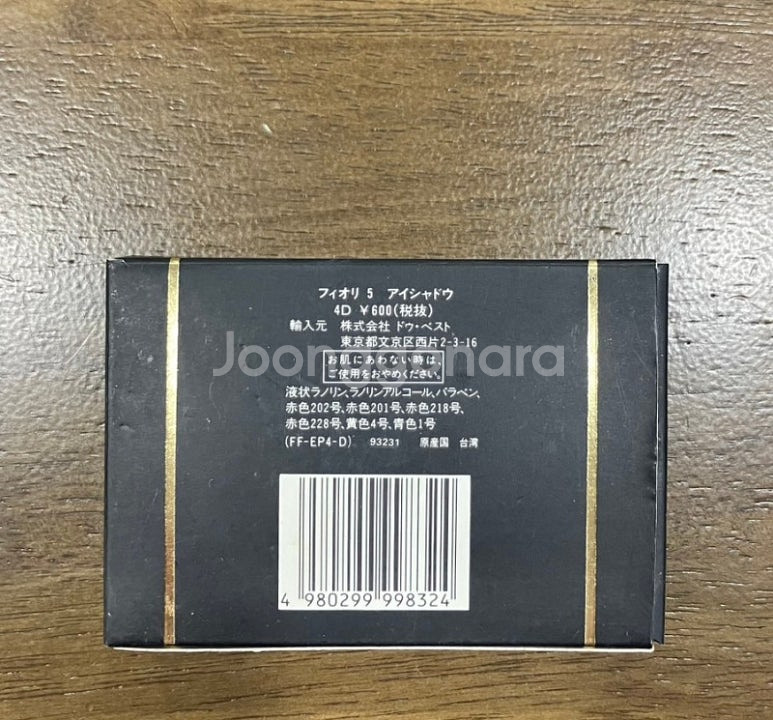 フィオリ 5 アイシャドウ
4D ¥600(税抜)
輸入元 株式会社 ドゥ・ベスト
東京都文京区西片2-3-16
お肌にあわない時は、
ご使用をおやめください。
液状ラノリン、ラノリンアルコール、パラベン、
赤色202号、赤色201号、赤色218号、
赤色228号、黄色4号、青色1号
(FF-EP4-D) 93231 原産国 台湾
4 980299 998324
Joonggonara